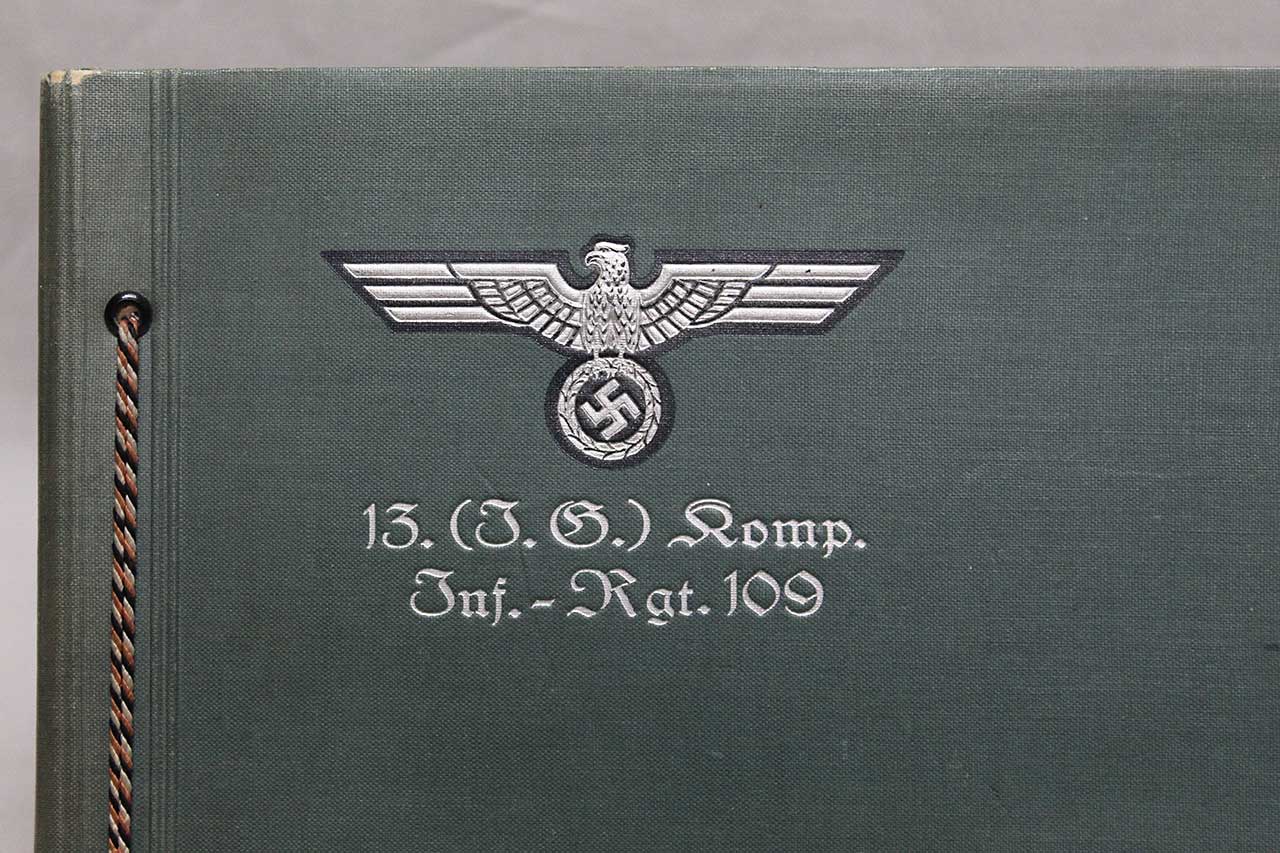 13. (I. G.) Komp.
Inf.-Rgt. 109